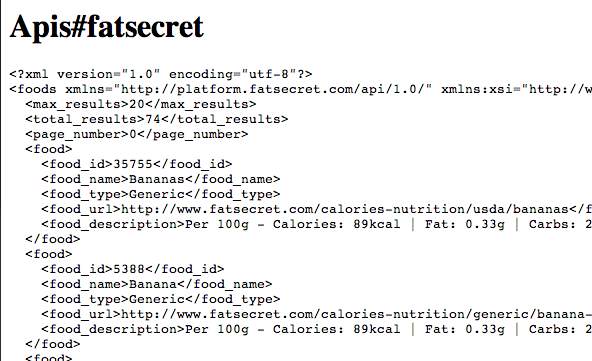 Apis#fatsecret
<?xml version="1.0" encoding="utf-8"?>
<foods xmlns="http://platform.fatsecret.com/api/1.0/" xmlns:xsi="http://w
<max_results>20</max_results>
<total_results>74</total_results>
<page_number>0</page_number>
<food>
<food_id>35755</food_id>
<food_name>Bananas</food_name>
<food_type>Generic</food_type>
<food_url>http://www.fatsecret.com/calories-nutrition/usda/bananas</f
<food_description>Per 100g - Calories: 89kcal | Fat: 0.33g | Carbs: 2
</food>
<food>
<food_id>5388</food_id>
<food_name>Banana</food_name>
<food_type>Generic</food_type>
<food_url>http://www.fatsecret.com/calories-nutrition/generic/banana-
<food_description>Per 100g - Calories: 89kcal | Fat: 0.33g | Carbs: 2
</food>
<food>